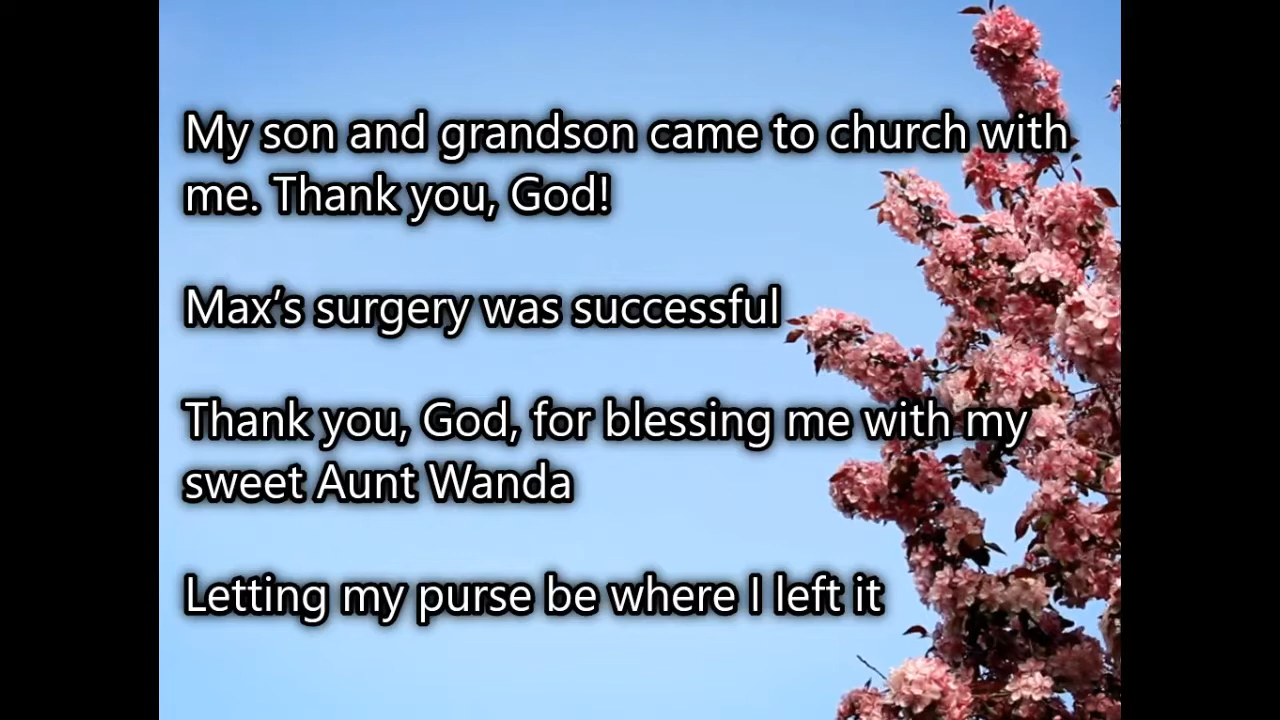 My son and grandson came to church with
me. Thank you, God!
Max’s surgery was successful
Thank you, God, for blessing me with my
sweet Aunt Wanda
Letting my purse be where I left it